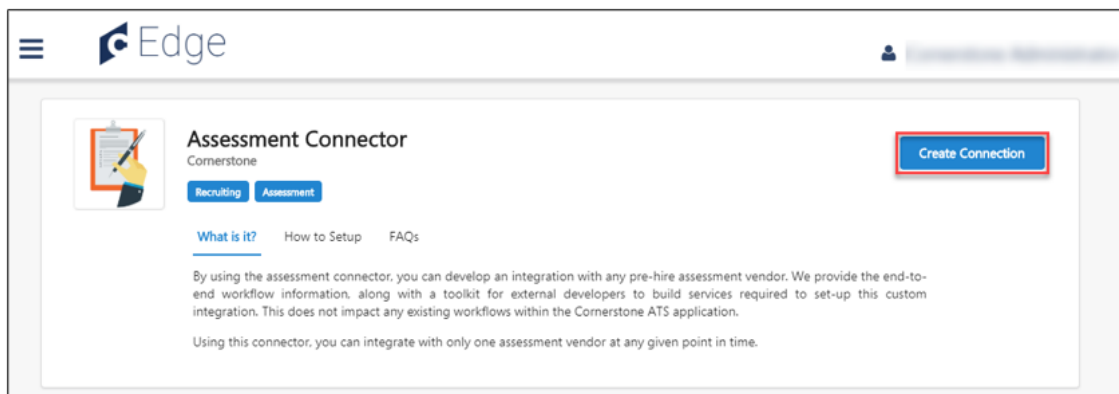 Edge
Assessment Connector
Cornerstone
Create Connection
Recruiting Assessment
What is it? How to Setup FAQs
By using the assessment connector, you can develop an integration with any pre-hire assessment vendor. We provide the end-to-
end workflow information, along with a toolkit for external developers to build services required to set-up this custom
integration. This does not impact any existing workflows within the Cornerstone ATS application.
Using this connector, you can integrate with only one assessment vendor at any given point in time.